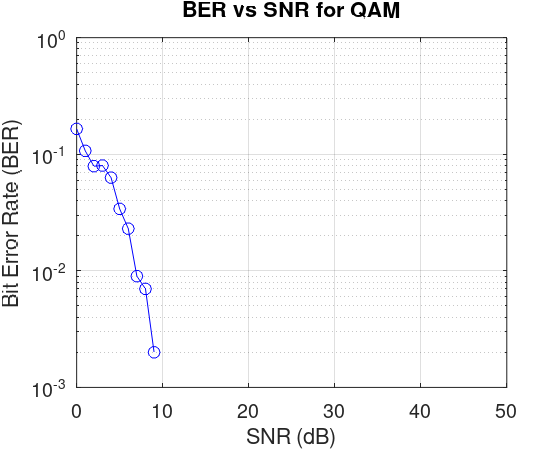 BER vs SNR for QAM
10^0
10^-1
10^-2
10^-3
Bit Error Rate (BER)
0 10 20 30 40 50
SNR (dB)